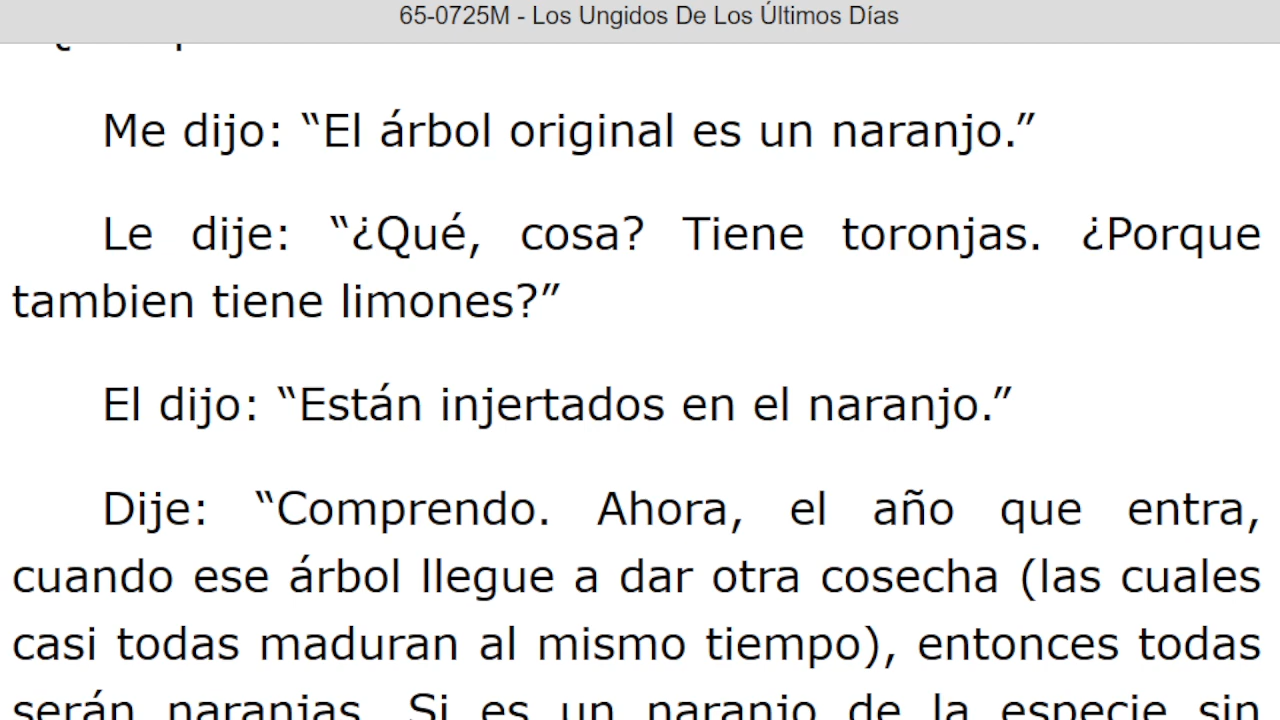 65-0725M - Los Ungidos De Los Últimos Días
Me dijo: “El árbol original es un naranjo.”
Le dije: “¿Qué, cosa? Tiene toronjas. ¿Porque
tambien tiene limones?”
El dijo: “Están injertados en el naranjo.”
Dije: “Comprendo. Ahora, el año que entra,
cuando ese árbol llegue a dar otra cosecha (las cuales
casi todas maduran al mismo tiempo), entonces todas
serán naranjas. Si es un naranjo de la especie sin